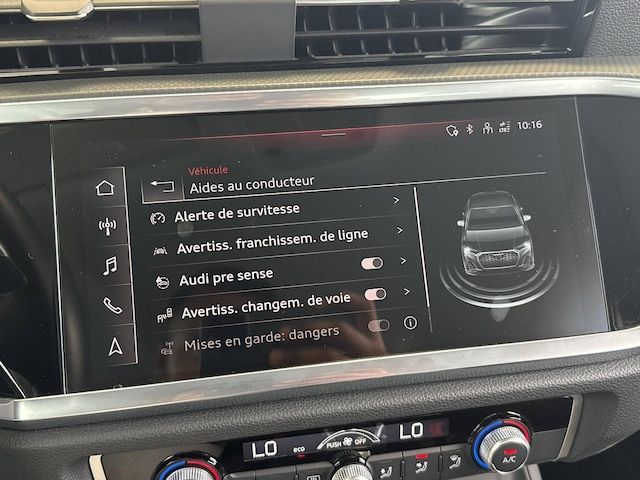 10:16
Véhicule
Aides au conducteur
Alerte de survitesse
Avertiss. franchissem. de ligne
Audi pre sense
Avertiss. changem. de voie
Mises en garde: dangers
LO eco PUSH OFF LO
A/C